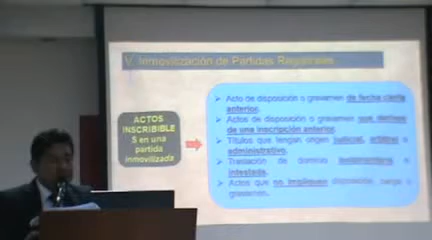 V. Inmovilización de Partidas Registrales
ACTOS
INSCRIBIBLE
S en una
partida
inmovilizada
Acto de disposición o gravamen de fecha cierta
anterior.
Actos de disposición o gravamen que deriven
de una inscripción anterior.
Títulos que tengan origen judicial, arbitral o
administrativo.
Traslación de dominio testamentaria e
intestada.
Actos que no impliquen disposición, carga o
gravamen.